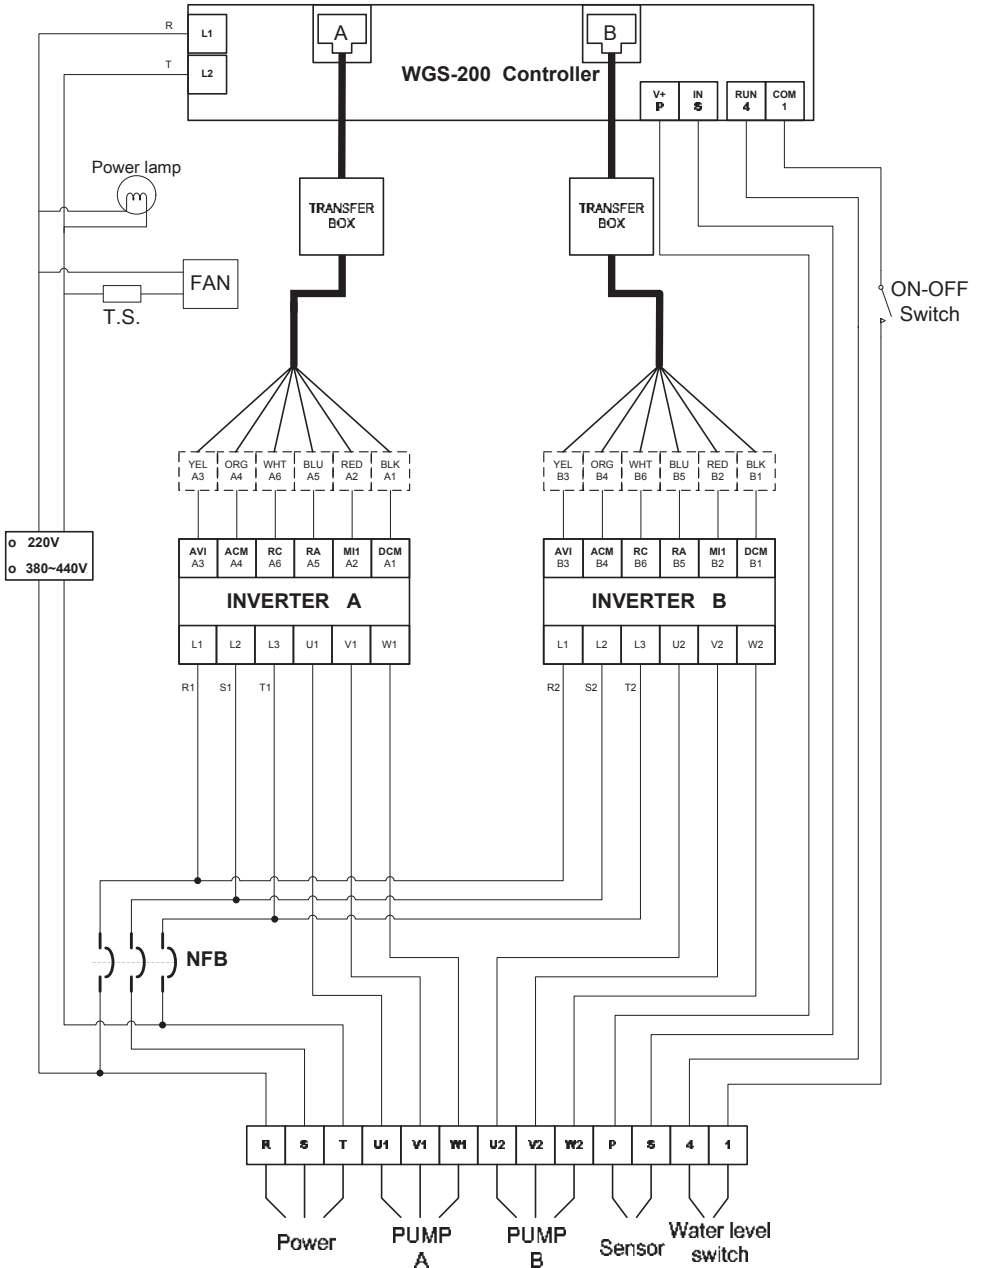 R
L1
A
B
WGS-200 Controller
T
L2
V+ IN RUN COM
P S 4 1
Power lamp
TRANSFER
BOX
TRANSFER
BOX
FAN
T.S.
ON-OFF
Switch
YEL ORG WHT BLU RED BLK
A3 A4 A6 A5 A2 A1
YEL ORG WHT BLU RED BLK
B3 B4 B6 B5 B2 B1
o 220V
o 380~440V
AVI ACM RC RA MI1 DCM
A3 A4 A6 A5 A2 A1
INVERTER A
L1 L2 L3 U1 V1 W1
AVI ACM RC RA MI1 DCM
B3 B4 B6 B5 B2 B1
INVERTER B
L1 L2 L3 U2 V2 W2
R1 S1 T1
R2 S2 T2
NFB
R S T U1 V1 W1 U2 V2 W2 P S 4 1
Power
PUMP
A
PUMP
B
Sensor
Water level
switch